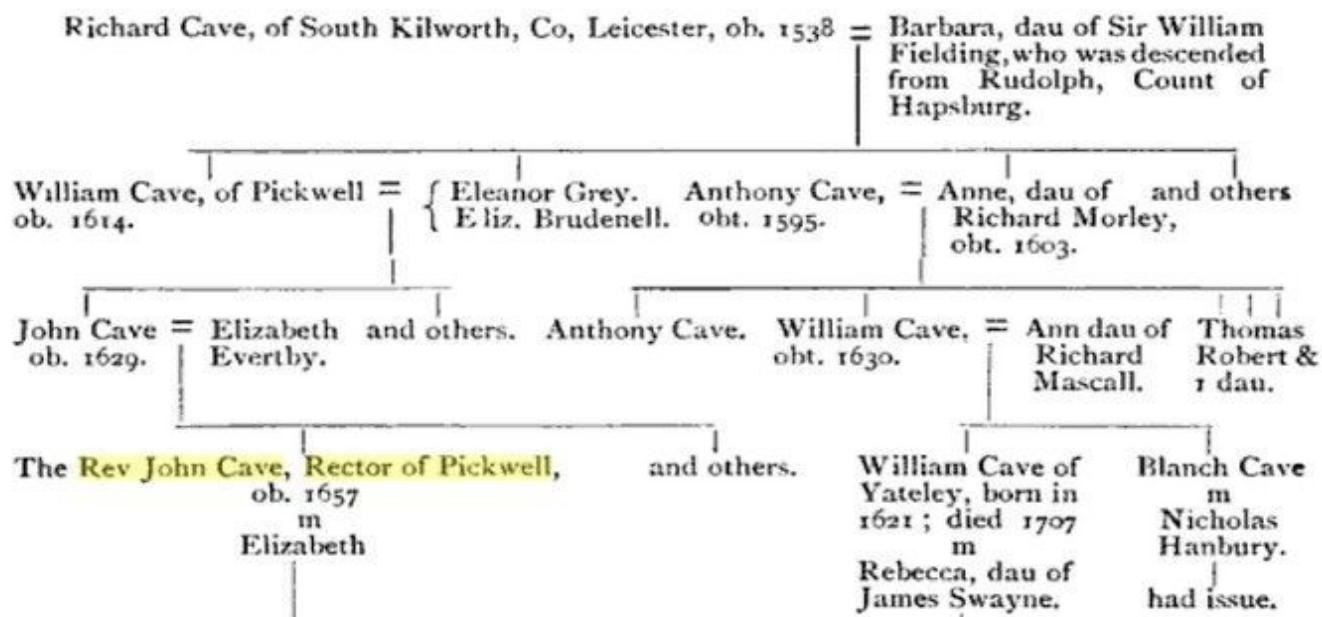 Richard Cave, of South Kilworth, Co, Leicester, ob. 1538 = Barbara, dau of Sir William
Fielding, who was descended
from Rudolph, Count of
Hapsburg.
William Cave, of Pickwell = { Eleanor Grey.
ob. 1614.
Eliz. Brudenell.
Anthony Cave, = Anne, dau of
obt. 1595.
Richard Morley,
obt. 1603.
and others
John Cave = Elizabeth
ob. 1629.
Evertby.
and others.
Anthony Cave.
William Cave, = Ann dau of
obt. 1630.
Richard
Mascall.
Thomas
Robert &
1 dau.
The Rev John Cave, Rector of Pickwell,
ob. 1657
m
Elizabeth
and others.
William Cave of
Yateley, born in
1621 ; died 1707
m
Rebecca, dau of
James Swayne.
Blanch Cave
m
Nicholas
Hanbury.
had issue.